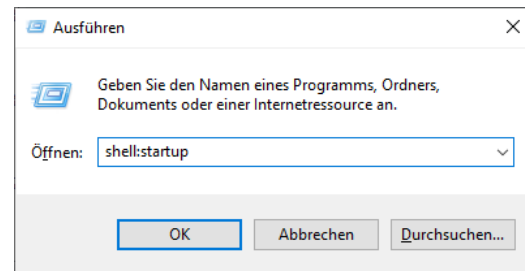 Ausführen
Geben Sie den Namen eines Programms, Ordners,
Dokuments oder einer Internetressource an.
Öffnen: shell:startup
OK Abbrechen Durchsuchen...